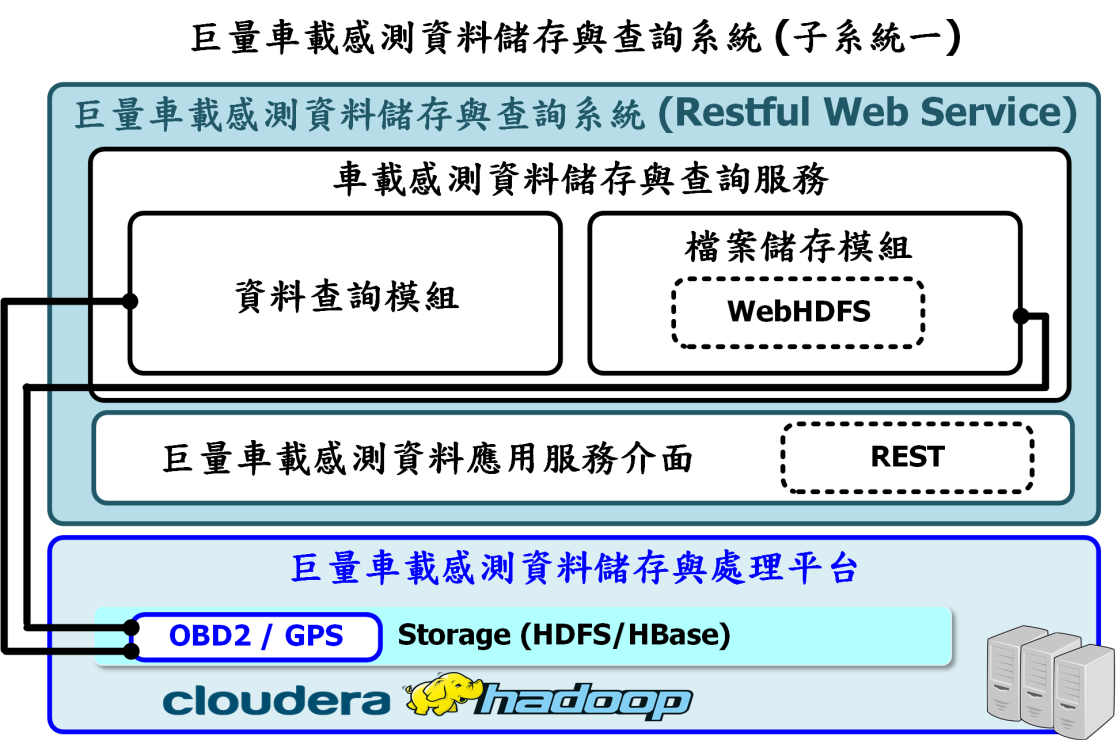 巨量車載感測資料儲存與查詢系統 (子系統一)
巨量車載感測資料儲存與查詢系統 (Restful Web Service)
車載感測資料儲存與查詢服務
資料查詢模組
檔案儲存模組
WebHDFS
巨量車載感測資料應用服務介面
REST
巨量車載感測資料儲存與處理平台
OBD2 / GPS
Storage (HDFS/HBase)
cloudera
hadoop